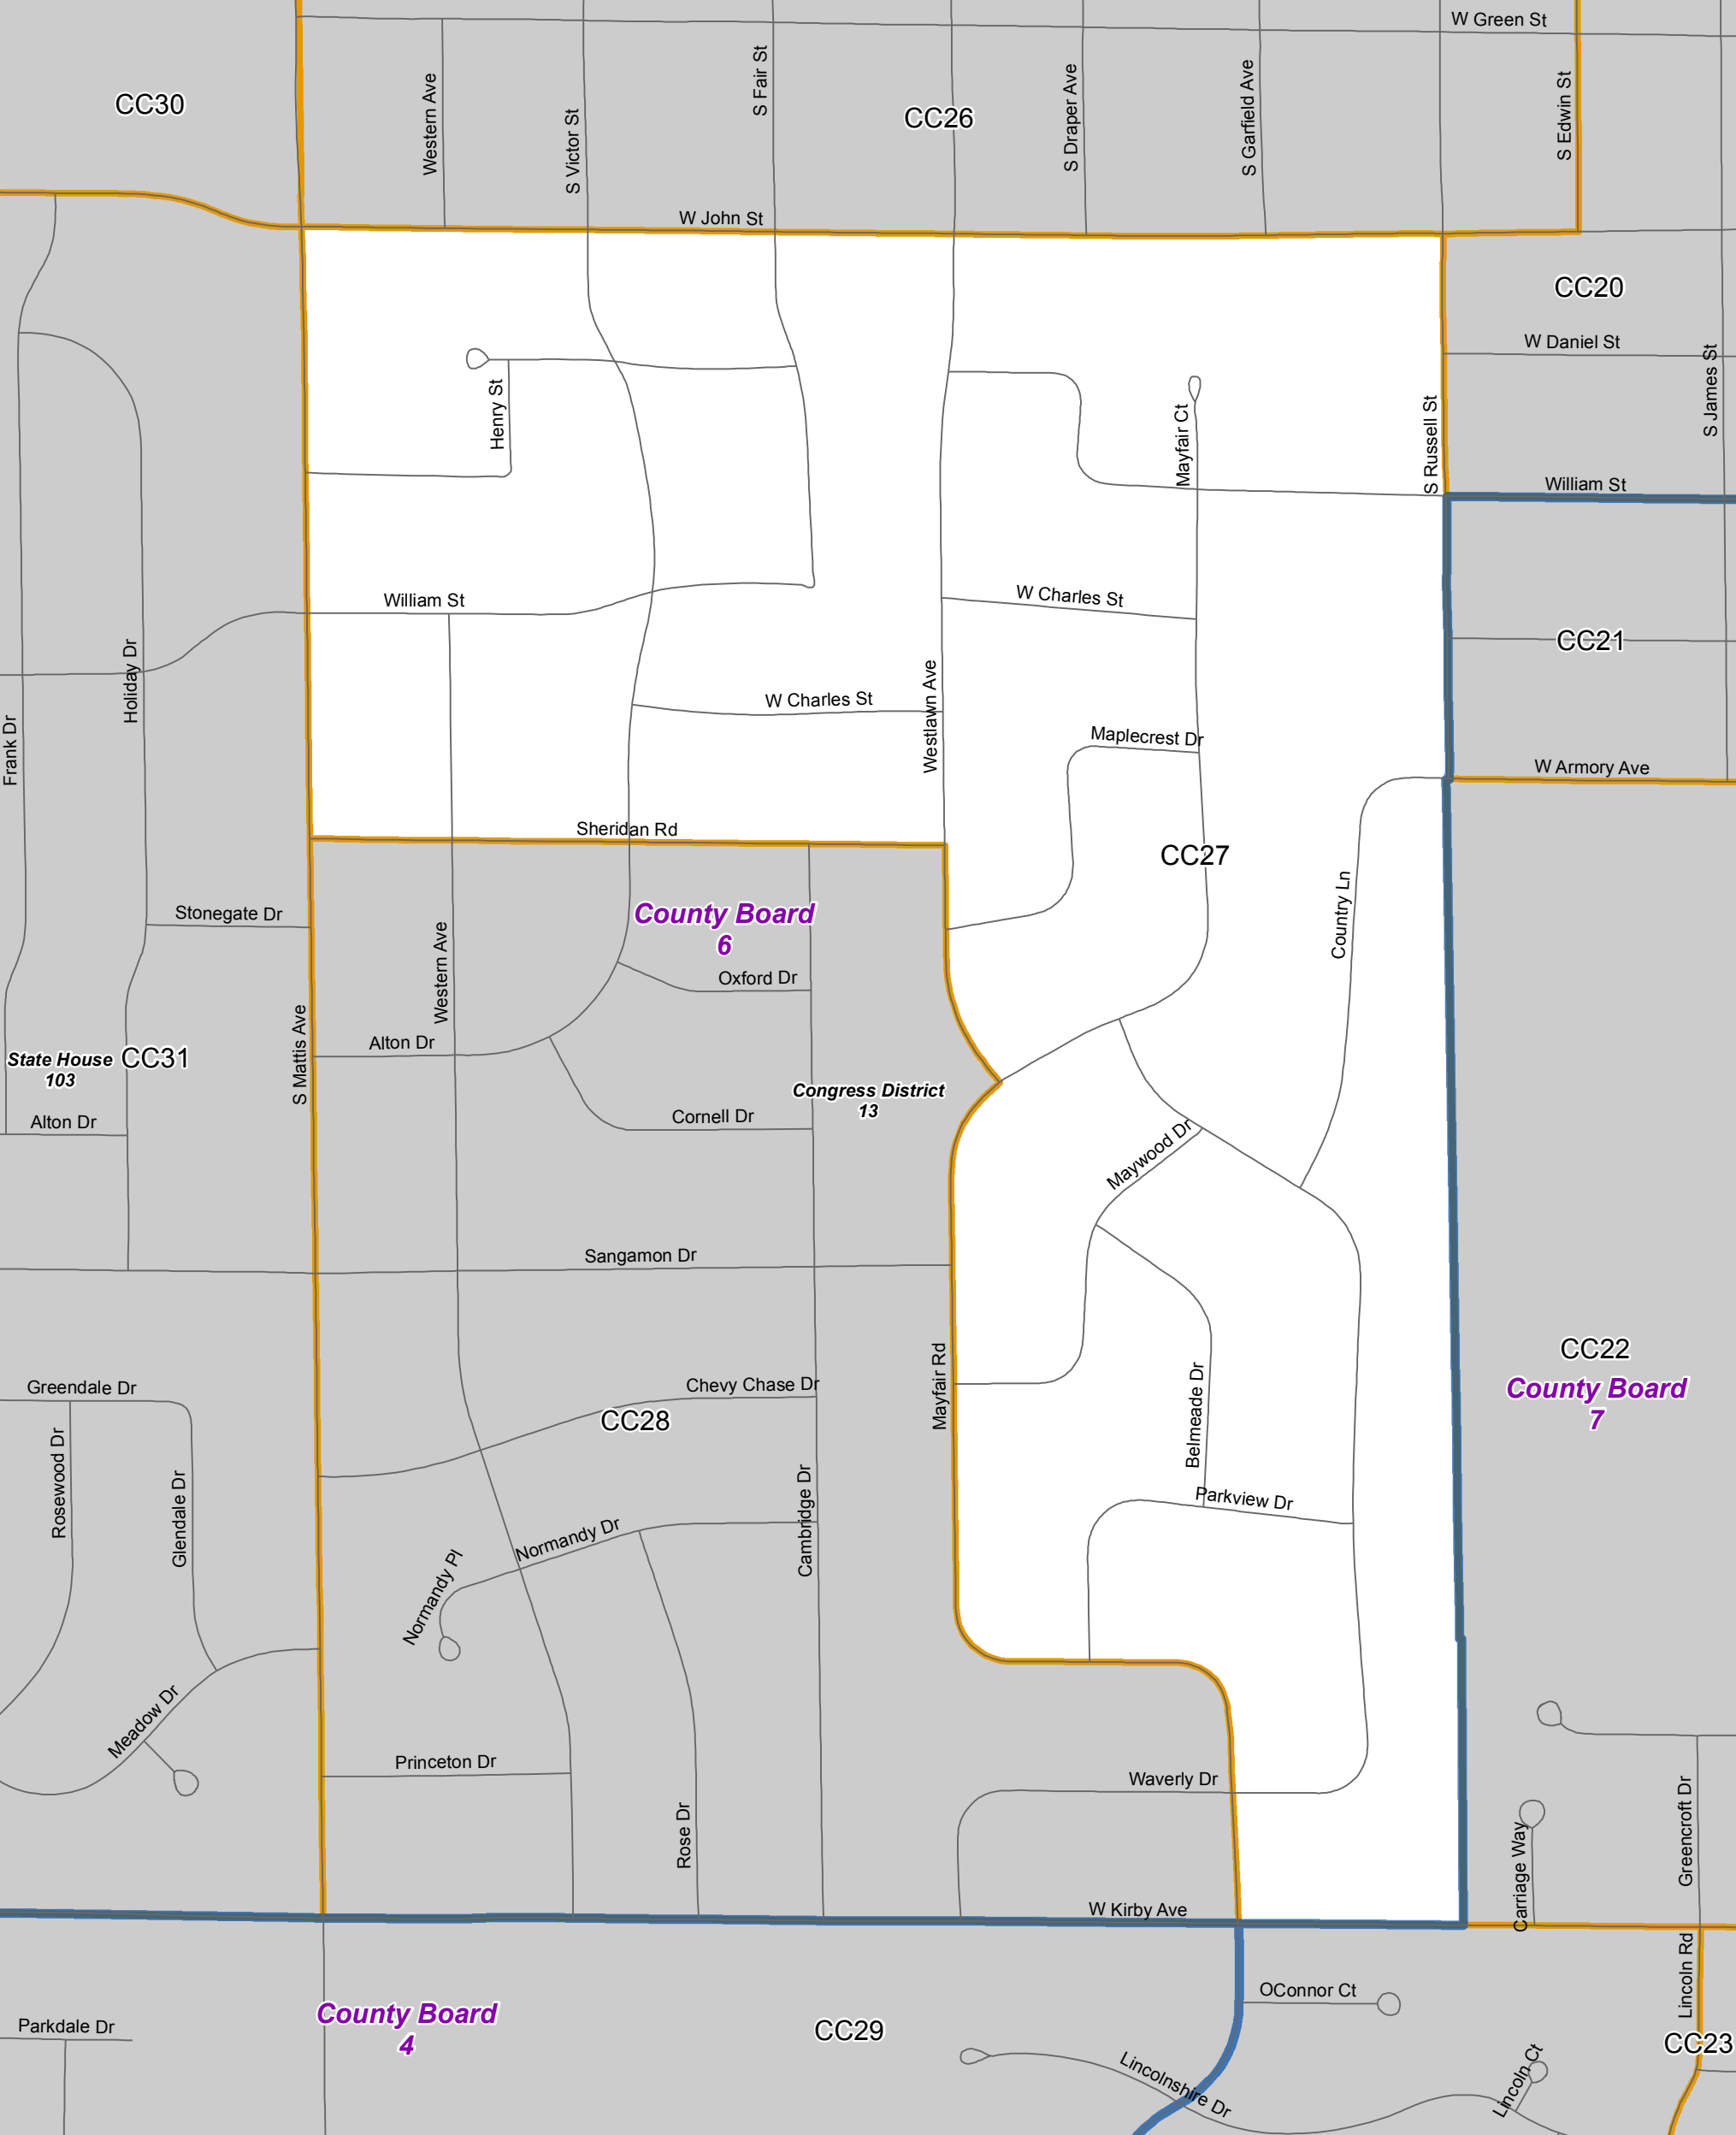 W Green St
CC30
CC26
Western Ave
S Victor St
S Fair St
S Draper Ave
S Garfield Ave
S Edwin St
W John St
CC20
W Daniel St
S James St
Henry St
Mayfair Ct
S Russell St
William St
William St
W Charles St
CC21
Holiday Dr
Frank Dr
W Charles St
Westlawn Ave
Maplecrest Dr
W Armory Ave
Sheridan Rd
CC27
Country Ln
Stonegate Dr
County Board
6
Western Ave
Oxford Dr
S Mattis Ave
Alton Dr
State House
103
CC31
Congress District
13
Alton Dr
Cornell Dr
Maywood Dr
Sangamon Dr
CC22
County Board
7
Mayfair Rd
Greendale Dr
Chevy Chase Dr
CC28
Belmeade Dr
Rosewood Dr
Glendale Dr
Cambridge Dr
Parkview Dr
Normandy Dr
Normandy Pl
Meadow Dr
Princeton Dr
Waverly Dr
Rose Dr
Greencroft Dr
Carriage Way
W Kirby Ave
Lincoln Rd
OConnor Ct
County Board
4
Parkdale Dr
CC29
CC23
Lincolnshire Dr
Lincoln Ct